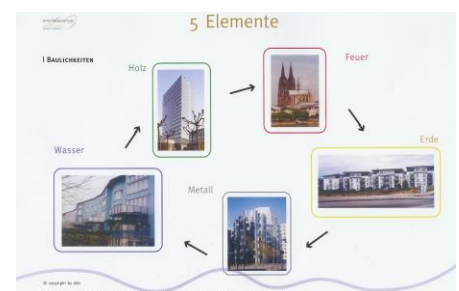 5 Elemente
I BAULICHKEITEN
Holz
Feuer
Erde
Wasser
Metall